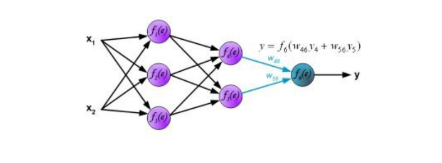 y = f₆(w₄₆y₄ + w₅₆y₅)
x₁
f₁(e)
f₄(e)
w₄₆
f₂(e)
f₆(e)
y
w₅₆
f₅(e)
x₂
f₃(e)